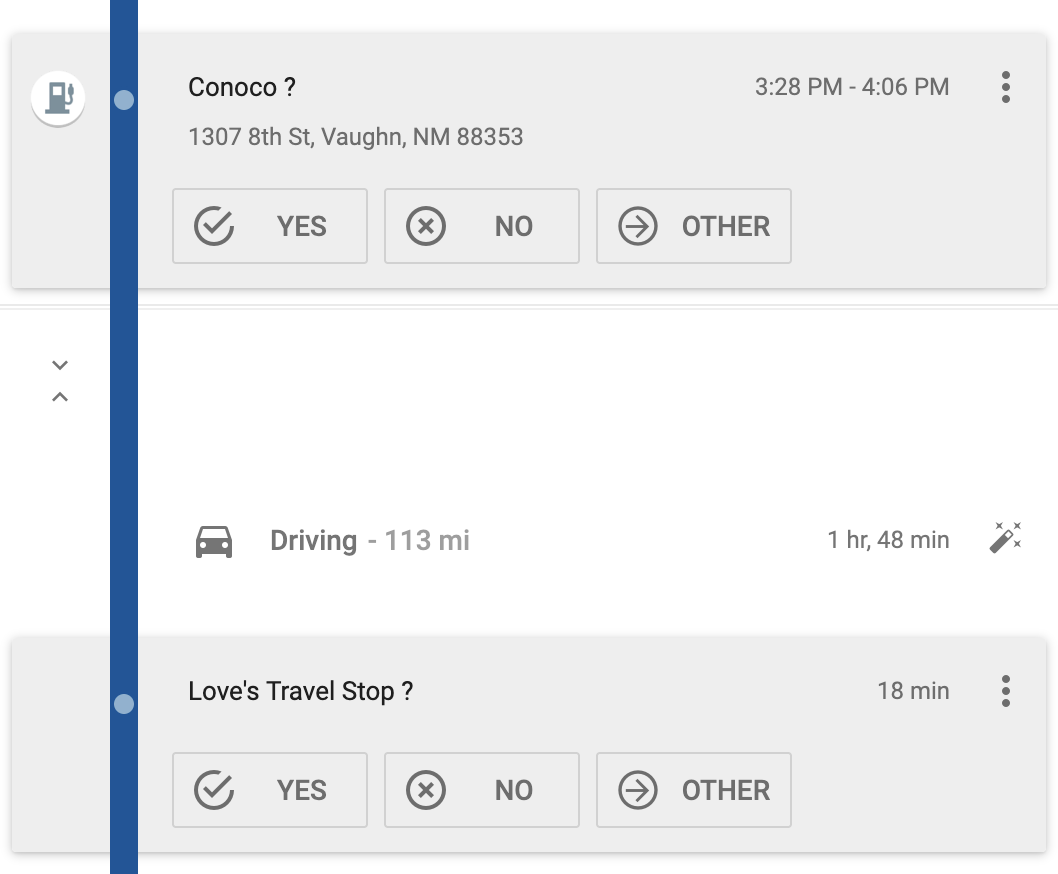 Conoco ? 3:28 PM - 4:06 PM
1307 8th St, Vaughn, NM 88353
YES NO OTHER
Driving - 113 mi 1 hr, 48 min
Love's Travel Stop ? 18 min
YES NO OTHER